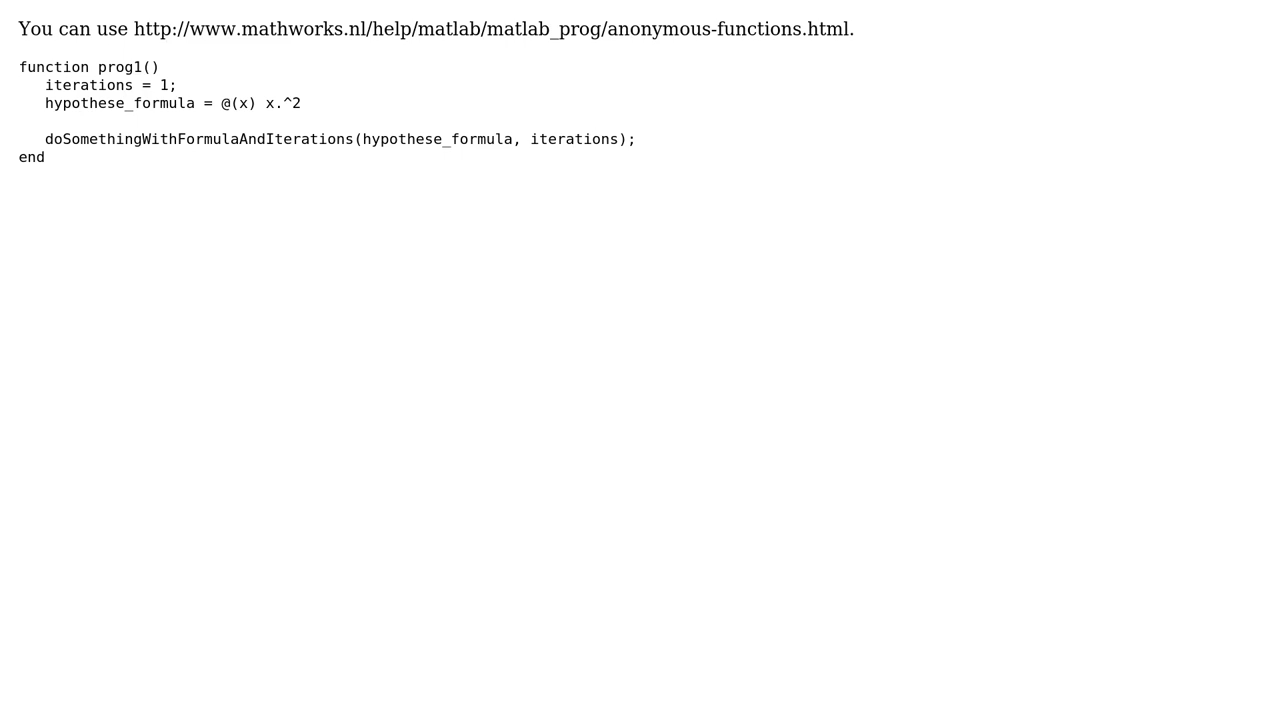 You can use http://www.mathworks.nl/help/matlab/matlab_prog/anonymous-functions.html.
function prog1()
   iterations = 1;
   hypothese_formula = @(x) x.^2

   doSomethingWithFormulaAndIterations(hypothese_formula, iterations);
end